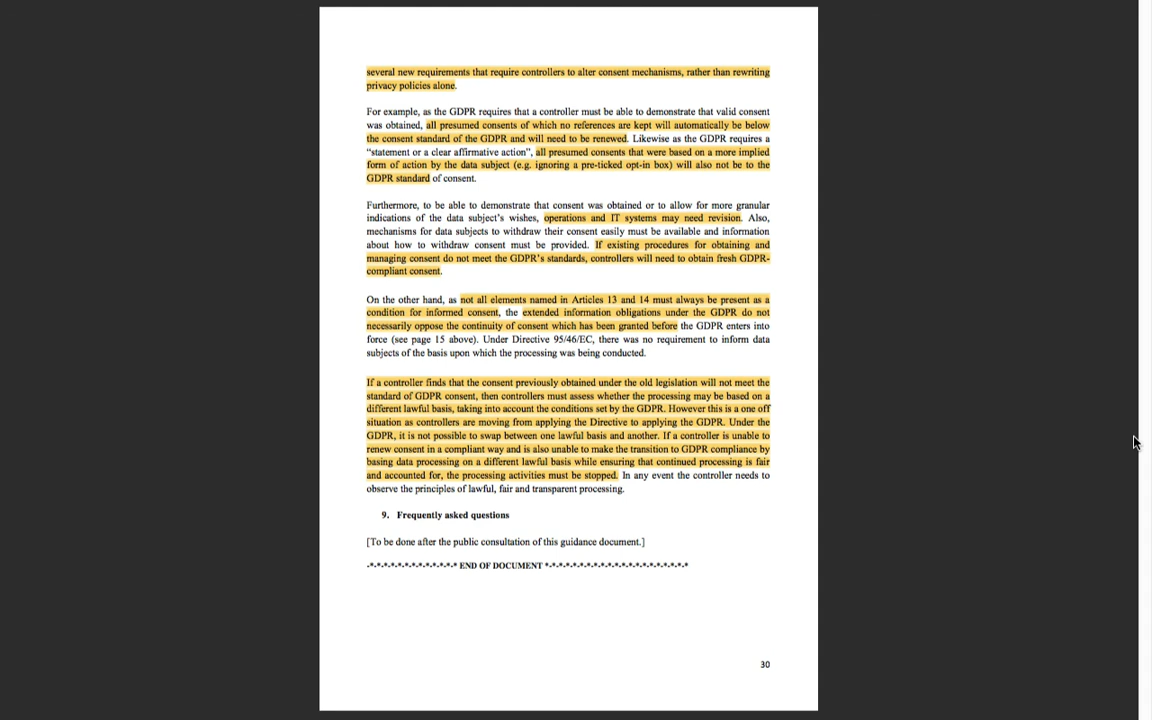 several new requirements that require controllers to alter consent mechanisms, rather than rewriting
privacy policies alone.
For example, as the GDPR requires that a controller must be able to demonstrate that valid consent
was obtained, all presumed consents of which no references are kept will automatically be below
the consent standard of the GDPR and will need to be renewed. Likewise as the GDPR requires a
“statement or a clear affirmative action”, all presumed consents that were based on a more implied
form of action by the data subject (e.g. ignoring a pre-ticked opt-in box) will also not be to the
GDPR standard of consent.
Furthermore, to be able to demonstrate that consent was obtained or to allow for more granular
indications of the data subject’s wishes, operations and IT systems may need revision. Also,
mechanisms for data subjects to withdraw their consent easily must be available and information
about how to withdraw consent must be provided. If existing procedures for obtaining and
managing consent do not meet the GDPR’s standards, controllers will need to obtain fresh GDPR-
compliant consent.
On the other hand, as not all elements named in Articles 13 and 14 must always be present as a
condition for informed consent, the extended information obligations under the GDPR do not
necessarily oppose the continuity of consent which has been granted before the GDPR enters into
force (see page 15 above). Under Directive 95/46/EC, there was no requirement to inform data
subjects of the basis upon which the processing was being conducted.
If a controller finds that the consent previously obtained under the old legislation will not meet the
standard of GDPR consent, then controllers must assess whether the processing may be based on a
different lawful basis, taking into account the conditions set by the GDPR. However this is a one off
situation as controllers are moving from applying the Directive to applying the GDPR. Under the
GDPR, it is not possible to swap between one lawful basis and another. If a controller is unable to
renew consent in a compliant way and is also unable to make the transition to GDPR compliance by
basing data processing on a different lawful basis while ensuring that continued processing is fair
and accounted for, the processing activities must be stopped. In any event the controller needs to
observe the principles of lawful, fair and transparent processing.
9. Frequently asked questions
[To be done after the public consultation of this guidance document.]
-*-*-*-*-*-*-*-*-*-*-*-*-*-*-* END OF DOCUMENT *-*-*-*-*-*-*-*-*-*-*-*-*-*-*-*-*-*-*-*-*-*-*-*
30